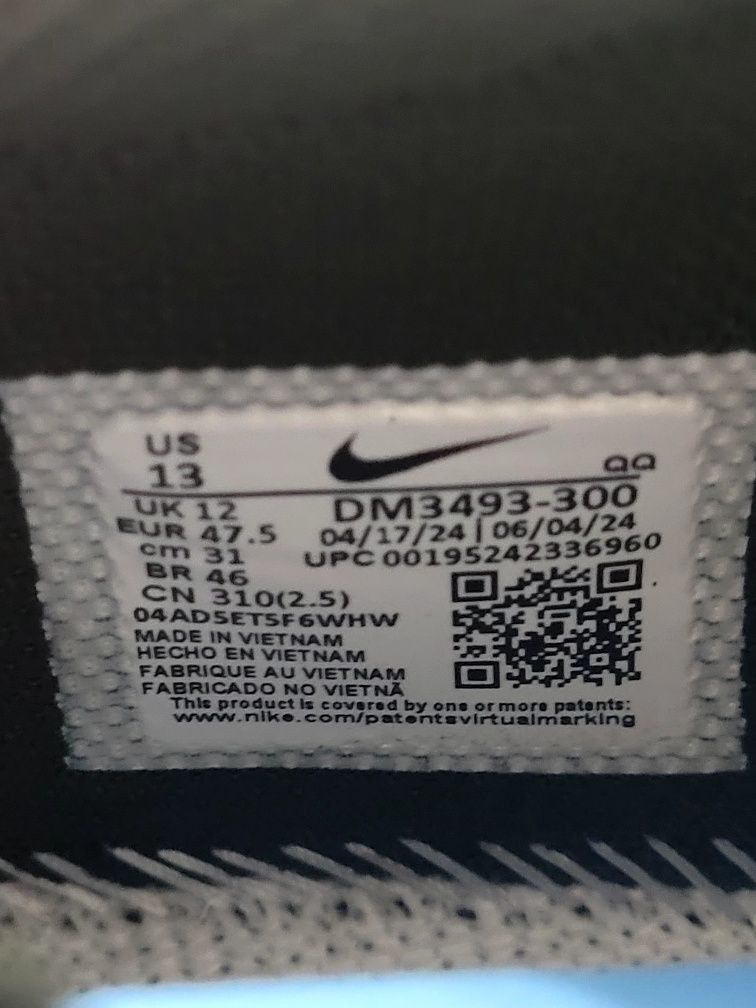 US
13
QQ
UK 12
DM3493-300
EUR 47.5
04/17/24 | 06/04/24
cm 31
UPC 00195242336960
BR 46
CN 310(2.5)
04AD5ETSF6WHW
MADE IN VIETNAM
HECHO EN VIETNAM
FABRIQUE AU VIETNAM
FABRICADO NO VIETNÃ
This product is covered by one or more patents:
www.nike.com/patentsvirtualmarking